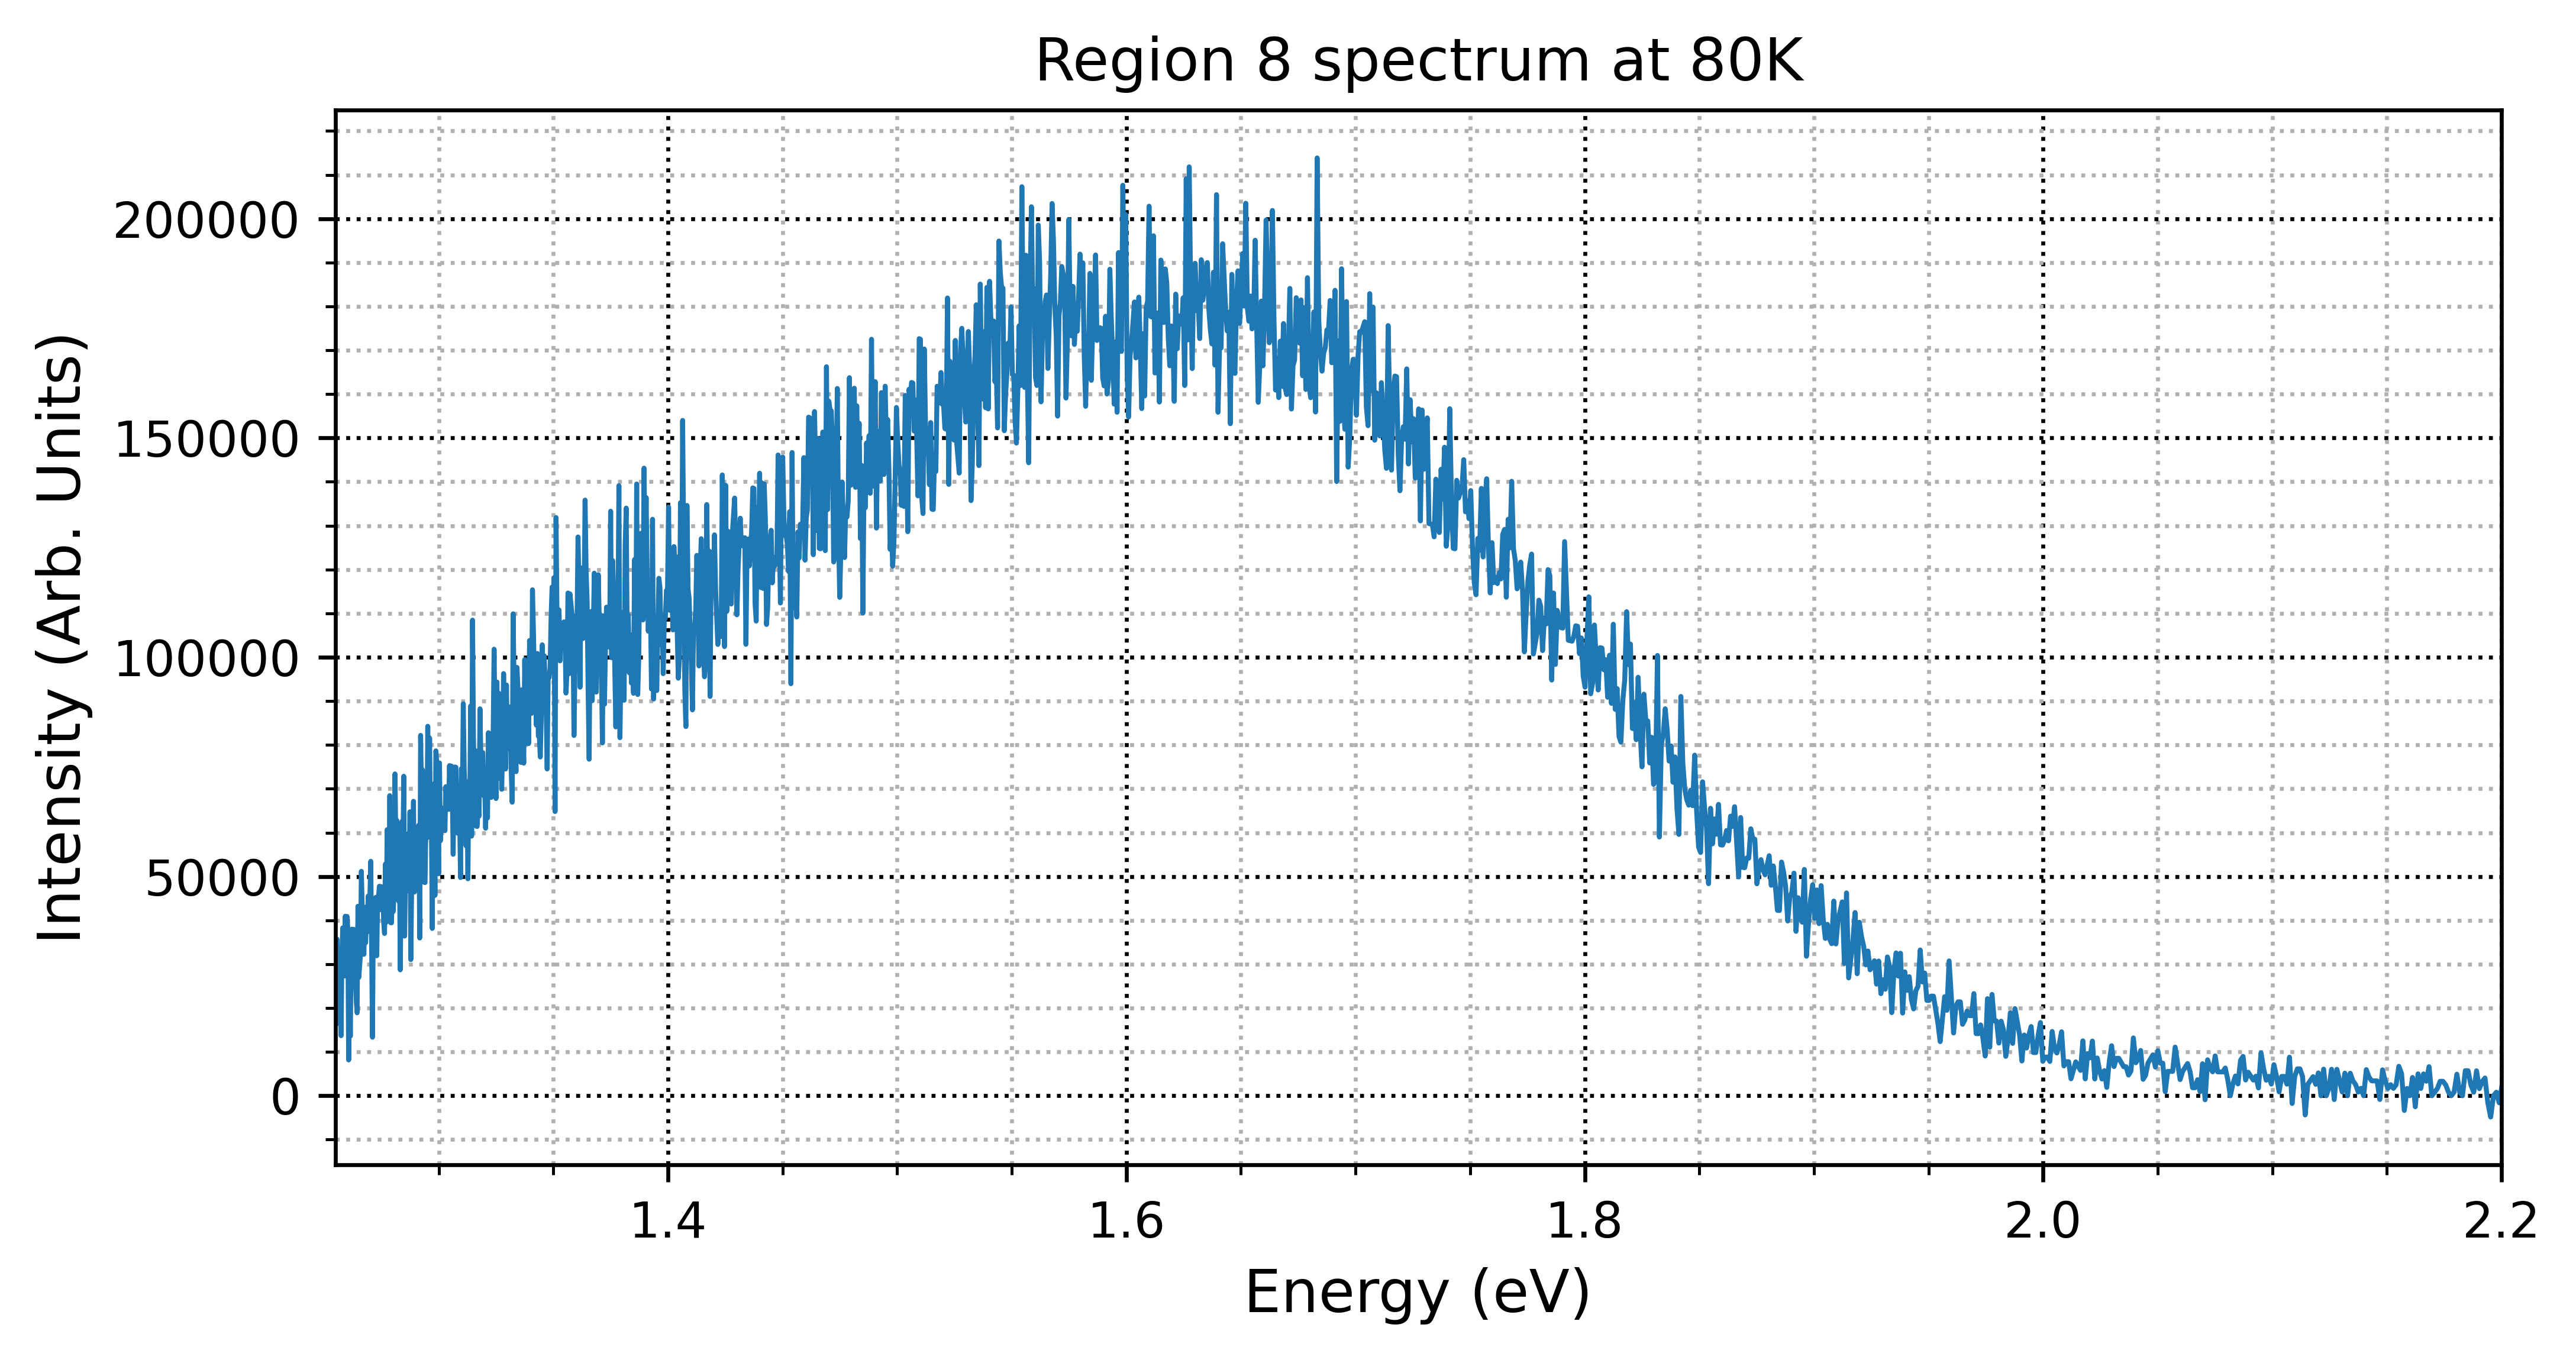 Region 8 spectrum at 80K
Intensity (Arb. Units)
200000
150000
100000
50000
0
1.4 1.6 1.8 2.0 2.2
Energy (eV)